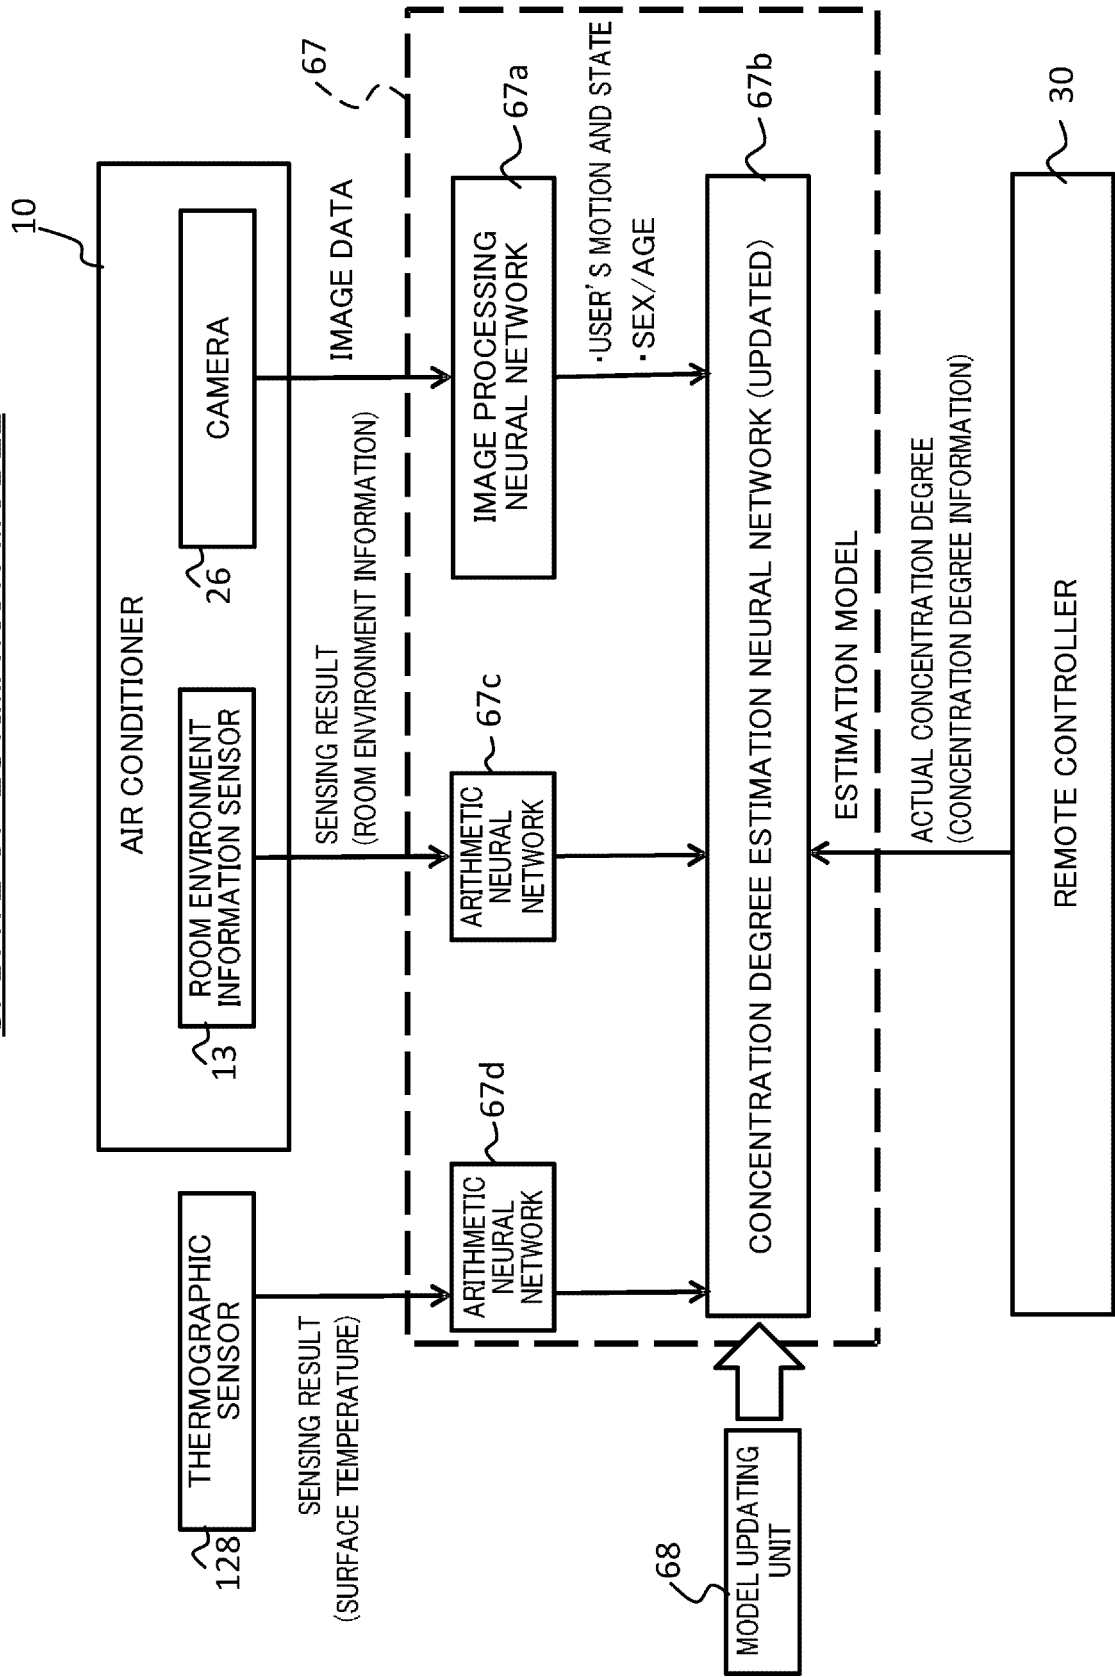 10
AIR CONDITIONER
THERMOGRAPHIC
SENSOR
128
ROOM ENVIRONMENT
INFORMATION SENSOR
13
CAMERA
26
SENSING RESULT
(SURFACE TEMPERATURE)
SENSING RESULT
(ROOM ENVIRONMENT INFORMATION)
IMAGE DATA
67
ARITHMETIC
NEURAL
NETWORK
67d
ARITHMETIC
NEURAL
NETWORK
67c
IMAGE PROCESSING
NEURAL NETWORK
67a
・USER'S MOTION AND STATE
・SEX/AGE
68
MODEL UPDATING
UNIT
CONCENTRATION DEGREE ESTIMATION NEURAL NETWORK (UPDATED)
67b
ESTIMATION MODEL
ACTUAL CONCENTRATION DEGREE
(CONCENTRATION DEGREE INFORMATION)
REMOTE CONTROLLER
30